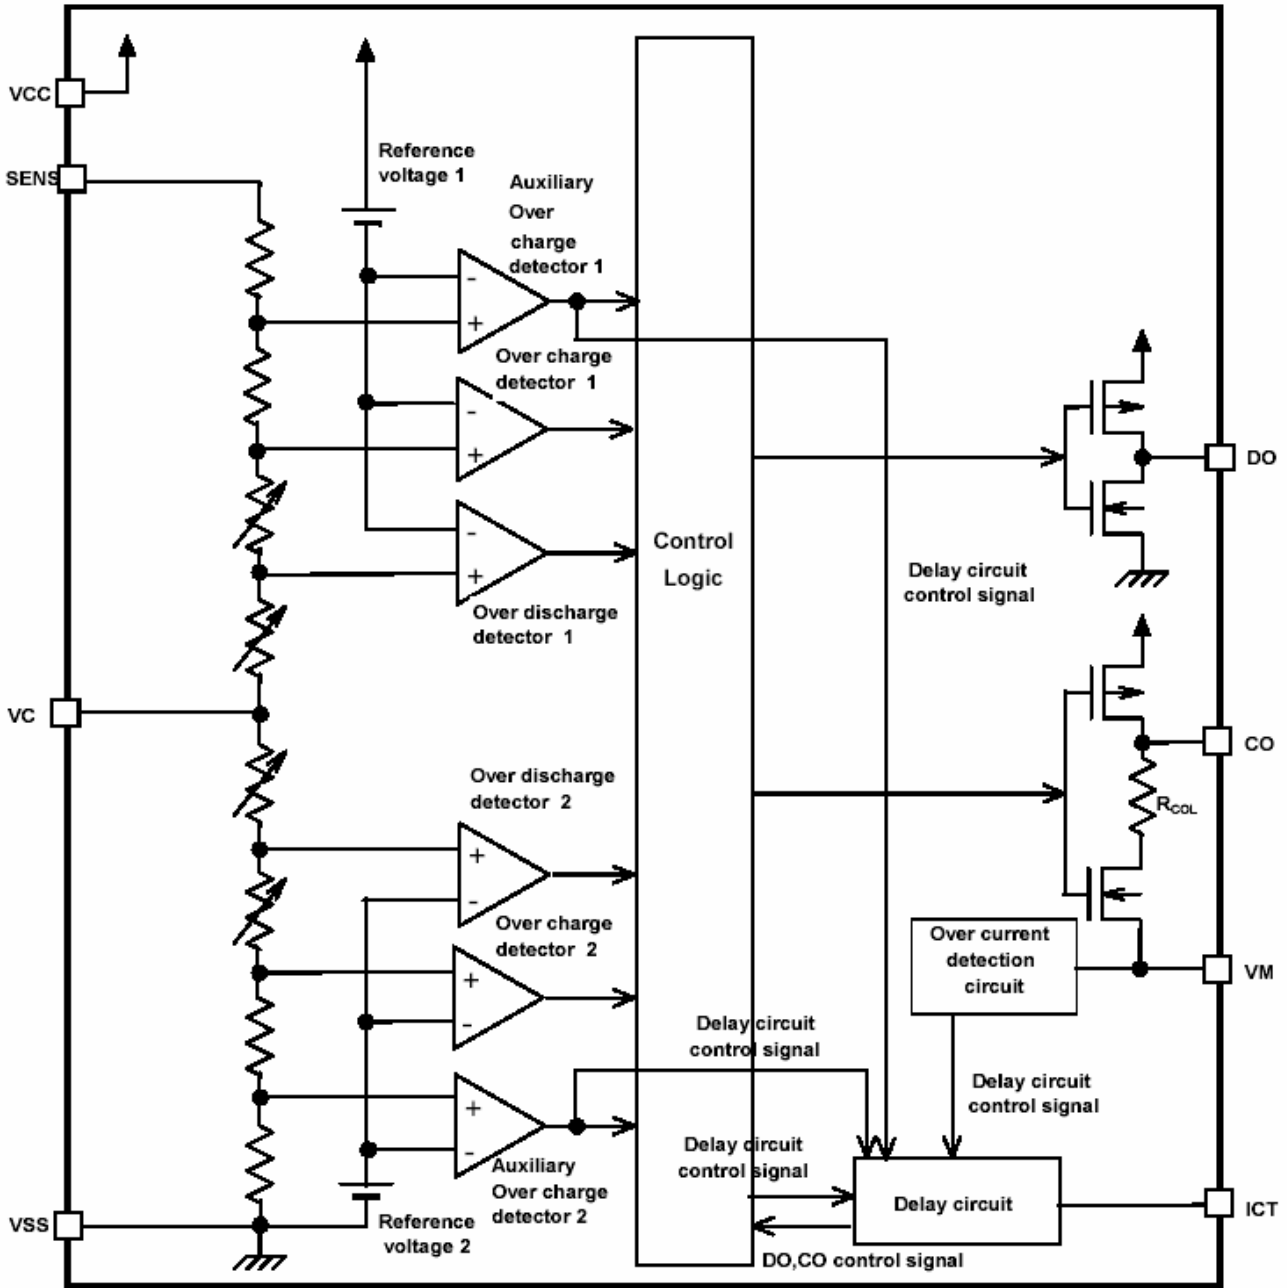 VCC
SENS
Reference
voltage 1
Auxiliary
Over
charge
detector 1
-
+
Over charge
detector 1
-
+
-
+
Over discharge
detector 1
Control
Logic
Delay circuit
control signal
DO
VC
CO
R_COL
Over discharge
detector 2
+
-
Over charge
detector 2
+
-
Over current
detection
circuit
VM
Delay circuit
control signal
Delay circuit
control signal
+
-
Auxiliary
Over charge
detector 2
Delay circuit
control signal
Delay circuit
ICT
VSS
Reference
voltage 2
DO,CO control signal